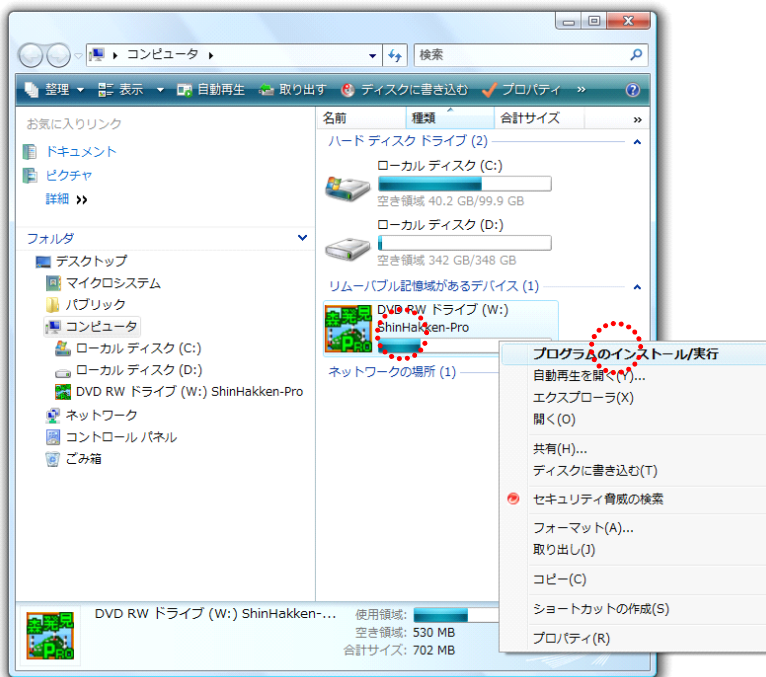 コンピュータ
検索
整理 表示 自動再生 取り出す ディスクに書き込む プロパティ »
お気に入りリンク
ドキュメント
ピクチャ
詳細 »
フォルダ
デスクトップ
マイクロシステム
パブリック
コンピュータ
ローカル ディスク (C:)
ローカル ディスク (D:)
DVD RW ドライブ (W:) ShinHakken-Pro
ネットワーク
コントロール パネル
ごみ箱
名前 種類 合計サイズ »
ハード ディスク ドライブ (2)
ローカル ディスク (C:)
空き領域 40.2 GB/99.9 GB
ローカル ディスク (D:)
空き領域 342 GB/348 GB
リムーバブル記憶域があるデバイス (1)
金発見
PRO
DVD RW ドライブ (W:)
ShinHakken-Pro
ネットワークの場所 (1)
プログラムのインストール/実行
自動再生を開く(Y)...
エクスプローラ(X)
開く(O)
共有(H)...
ディスクに書き込む(T)
セキュリティ脅威の検索
フォーマット(A)...
取り出し(J)
コピー(C)
ショートカットの作成(S)
プロパティ(R)
金発見
PRO
DVD RW ドライブ (W:) ShinHakken-...
使用領域:
空き領域: 530 MB
合計サイズ: 702 MB